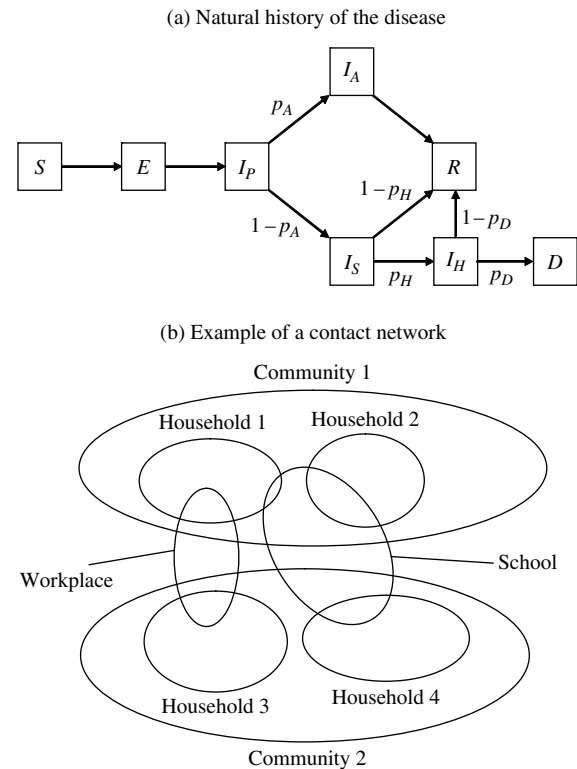 (a) Natural history of the disease
I_A
p_A
S
E
I_P
R
1−p_A
1−p_H
1−p_D
I_S
p_H
I_H
p_D
D
(b) Example of a contact network
Community 1
Household 1
Household 2
Workplace
School
Household 3
Household 4
Community 2